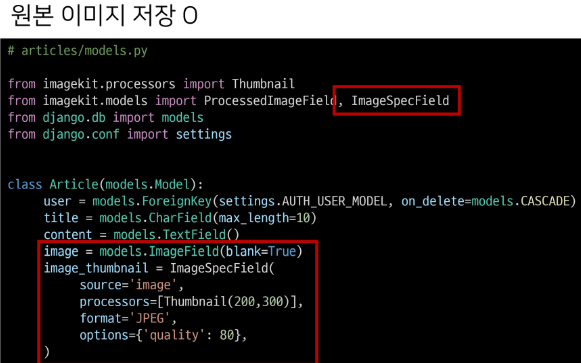 원본 이미지 저장 O
# articles/models.py
from imagekit.processors import Thumbnail
from imagekit.models import ProcessedImageField, ImageSpecField
from django.db import models
from django.conf import settings
class Article(models.Model):
    user = models.ForeignKey(settings.AUTH_USER_MODEL, on_delete=models.CASCADE)
    title = models.CharField(max_length=10)
    content = models.TextField()
    image = models.ImageField(blank=True)
    image_thumbnail = ImageSpecField(
        source='image',
        processors=[Thumbnail(200,300)],
        format='JPEG',
        options={'quality': 80},
    )